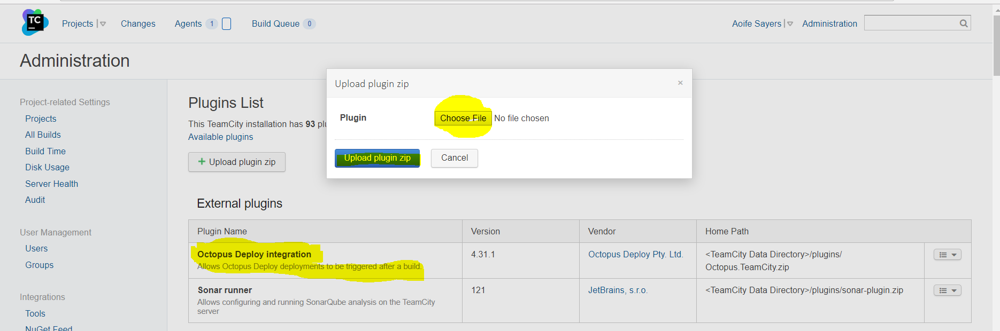 TC
Projects
Changes
Agents 1
Build Queue 0
Aoife Sayers
Administration
Administration
Upload plugin zip
×
Plugin
Choose File No file chosen
Upload plugin zip
Cancel
Project-related Settings
Projects
All Builds
Build Time
Disk Usage
Server Health
Audit
User Management
Users
Groups
Integrations
Tools
NuGet Feed
Plugins List
This TeamCity installation has 93 plu
Available plugins
+ Upload plugin zip
External plugins
Plugin Name Version Vendor Home Path
Octopus Deploy integration 4.31.1 Octopus Deploy Pty. Ltd. <TeamCity Data Directory>/plugins/
Allows Octopus Deploy deployments to be triggered after a build. Octopus.TeamCity.zip
Sonar runner 121 JetBrains, s.r.o. <TeamCity Data Directory>/plugins/sonar-plugin.zip
Allows configuring and running SonarQube analysis on the TeamCity
server